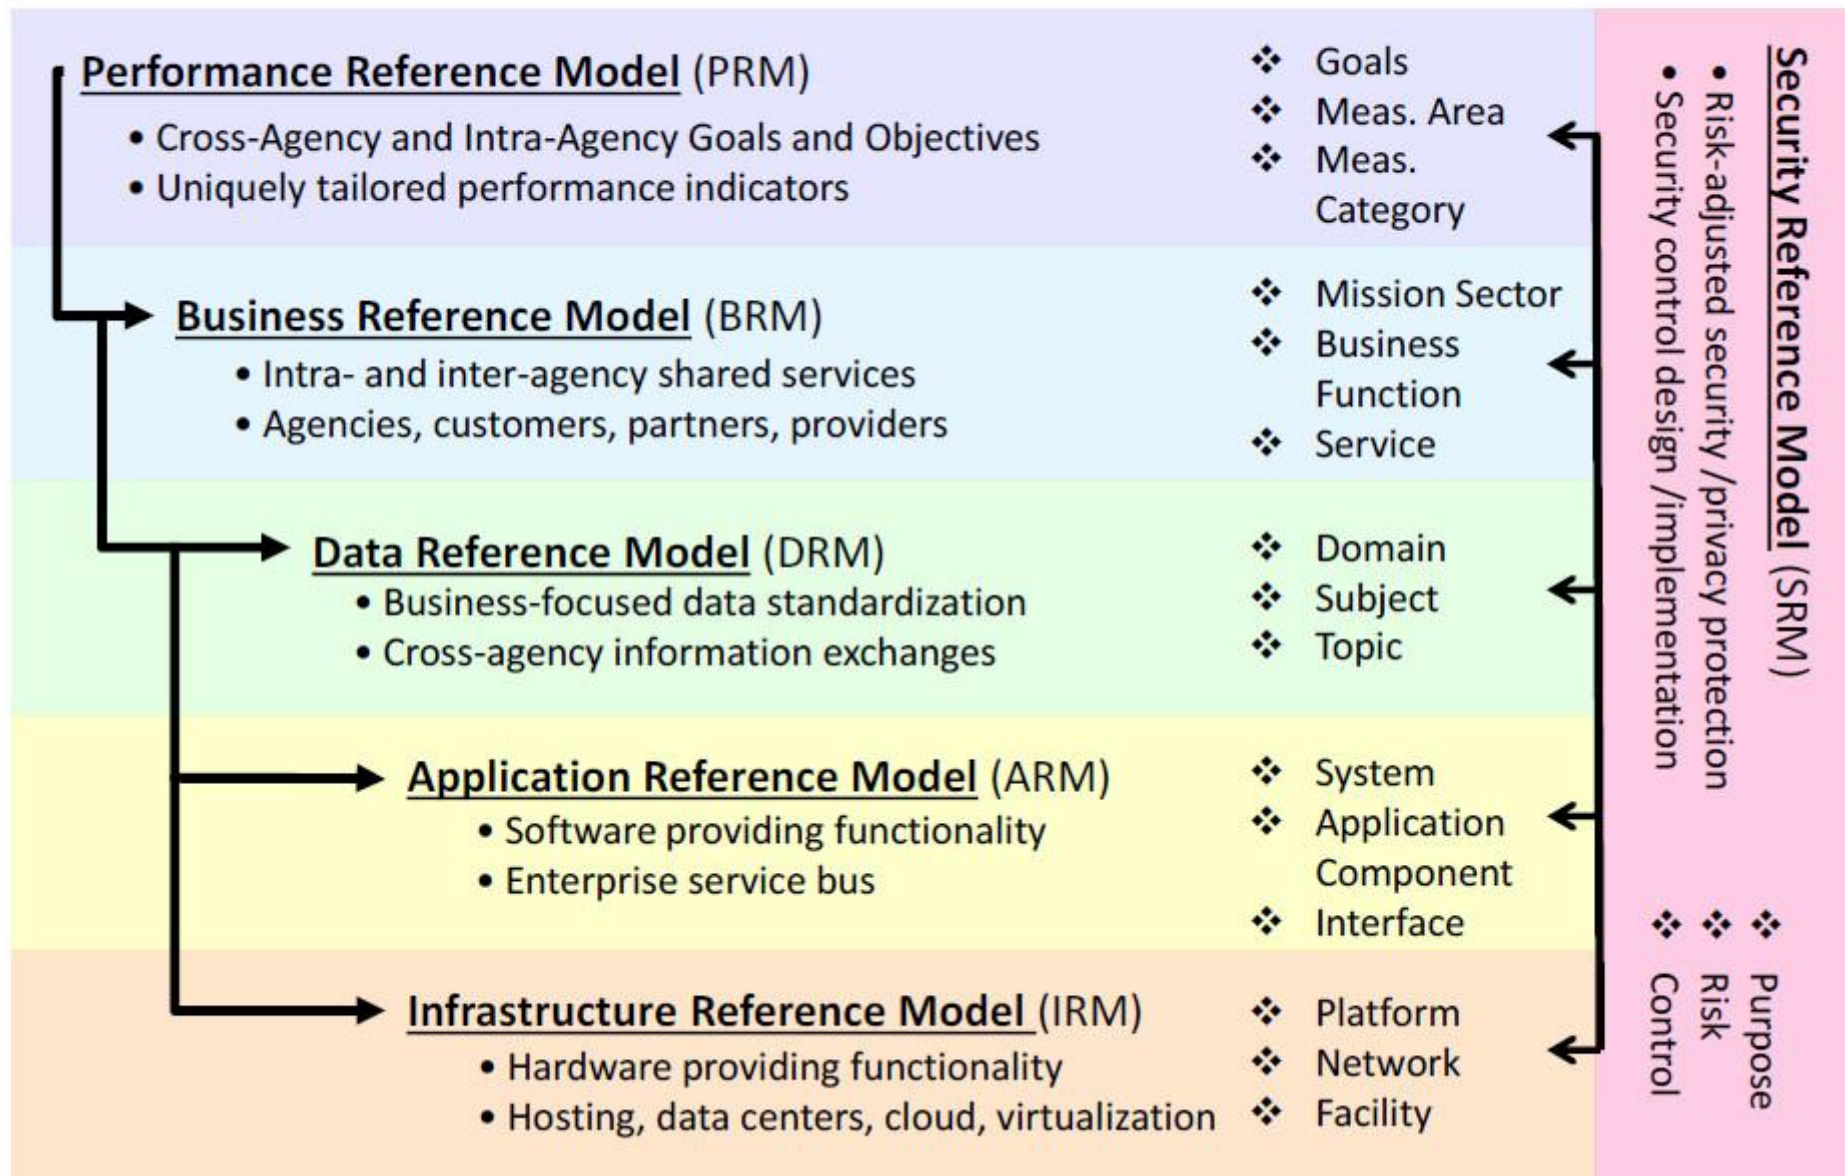 Performance Reference Model (PRM)
• Cross-Agency and Intra-Agency Goals and Objectives
• Uniquely tailored performance indicators
❖ Goals
❖ Meas. Area
❖ Meas.
Category
Business Reference Model (BRM)
• Intra- and inter-agency shared services
• Agencies, customers, partners, providers
❖ Mission Sector
❖ Business
Function
❖ Service
Data Reference Model (DRM)
• Business-focused data standardization
• Cross-agency information exchanges
❖ Domain
❖ Subject
❖ Topic
Application Reference Model (ARM)
• Software providing functionality
• Enterprise service bus
❖ System
❖ Application
Component
❖ Interface
Infrastructure Reference Model (IRM)
• Hardware providing functionality
• Hosting, data centers, cloud, virtualization
❖ Platform
❖ Network
❖ Facility
Security Reference Model (SRM)
• Risk-adjusted security /privacy protection
• Security control design /implementation
❖ Purpose
❖ Risk
❖ Control